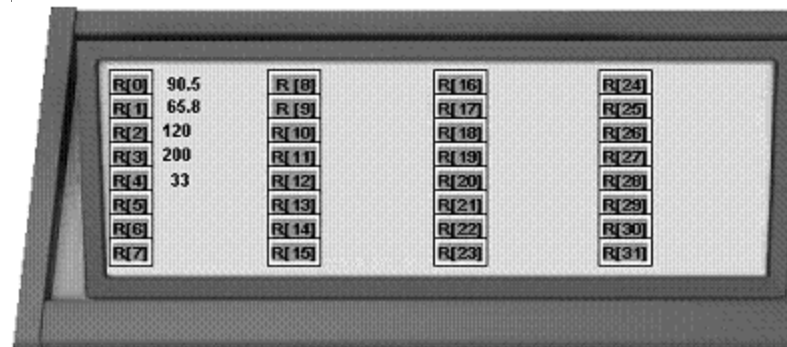 R[0] 90.5 R [8] R[16] R[24]
R[1] 65.8 R [9] R[17] R[25]
R[2] 120 R[10] R[18] R[26]
R[3] 200 R[11] R[19] R[27]
R[4] 33 R[12] R[20] R[28]
R[5] R[13] R[21] R[29]
R[6] R[14] R[22] R[30]
R[7] R[15] R[23] R[31]